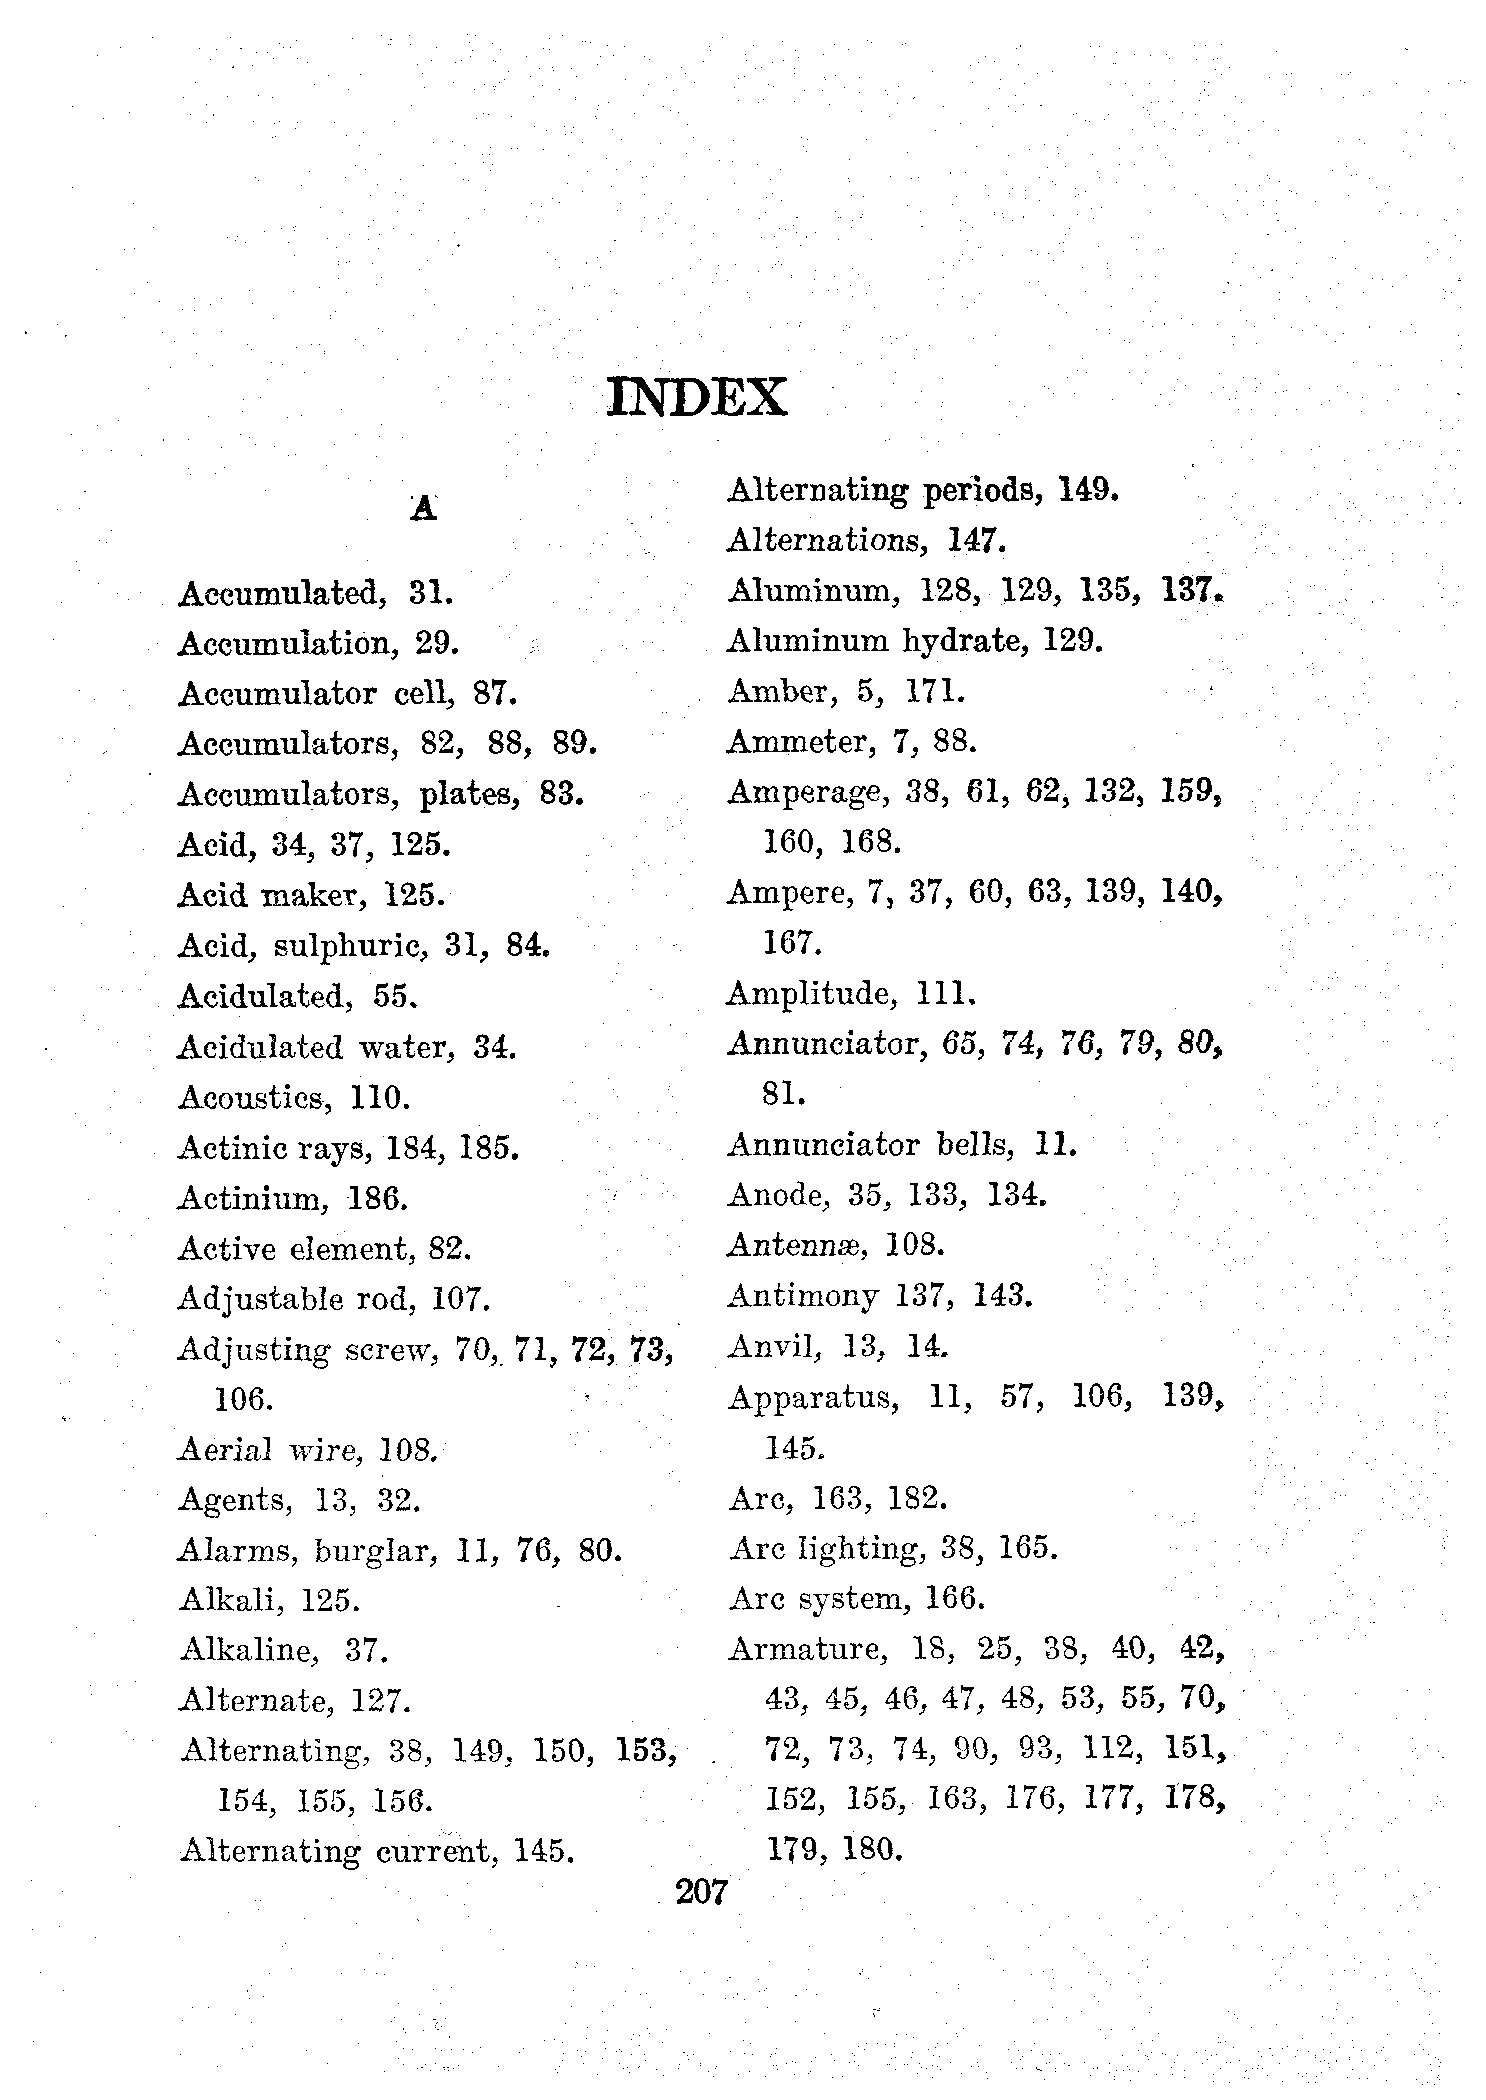 INDEX
A
Accumulated, 31.
Accumulation, 29.
Accumulator cell, 87.
Accumulators, 82, 88, 89.
Accumulators, plates, 83.
Acid, 34, 37, 125.
Acid maker, 125.
Acid, sulphuric, 31, 84.
Acidulated, 55.
Acidulated water, 34.
Acoustics, 110.
Actinic rays, 184, 185.
Actinium, 186.
Active element, 82.
Adjustable rod, 107.
Adjusting screw, 70, 71, 72, 73,
106.
Aerial wire, 108.
Agents, 13, 32.
Alarms, burglar, 11, 76, 80.
Alkali, 125.
Alkaline, 37.
Alternate, 127.
Alternating, 38, 149, 150, 153,
154, 155, 156.
Alternating current, 145.
Alternating periods, 149.
Alternations, 147.
Aluminum, 128, 129, 135, 137.
Aluminum hydrate, 129.
Amber, 5, 171.
Ammeter, 7, 88.
Amperage, 38, 61, 62, 132, 159,
160, 168.
Ampere, 7, 37, 60, 63, 139, 140,
167.
Amplitude, 111.
Annunciator, 65, 74, 76, 79, 80,
81.
Annunciator bells, 11.
Anode, 35, 133, 134.
Antennæ, 108.
Antimony 137, 143.
Anvil, 13, 14.
Apparatus, 11, 57, 106, 139,
145.
Arc, 163, 182.
Arc lighting, 38, 165.
Arc system, 166.
Armature, 18, 25, 38, 40, 42,
43, 45, 46, 47, 48, 53, 55, 70,
72, 73, 74, 90, 93, 112, 151,
152, 155, 163, 176, 177, 178,
179, 180.
207